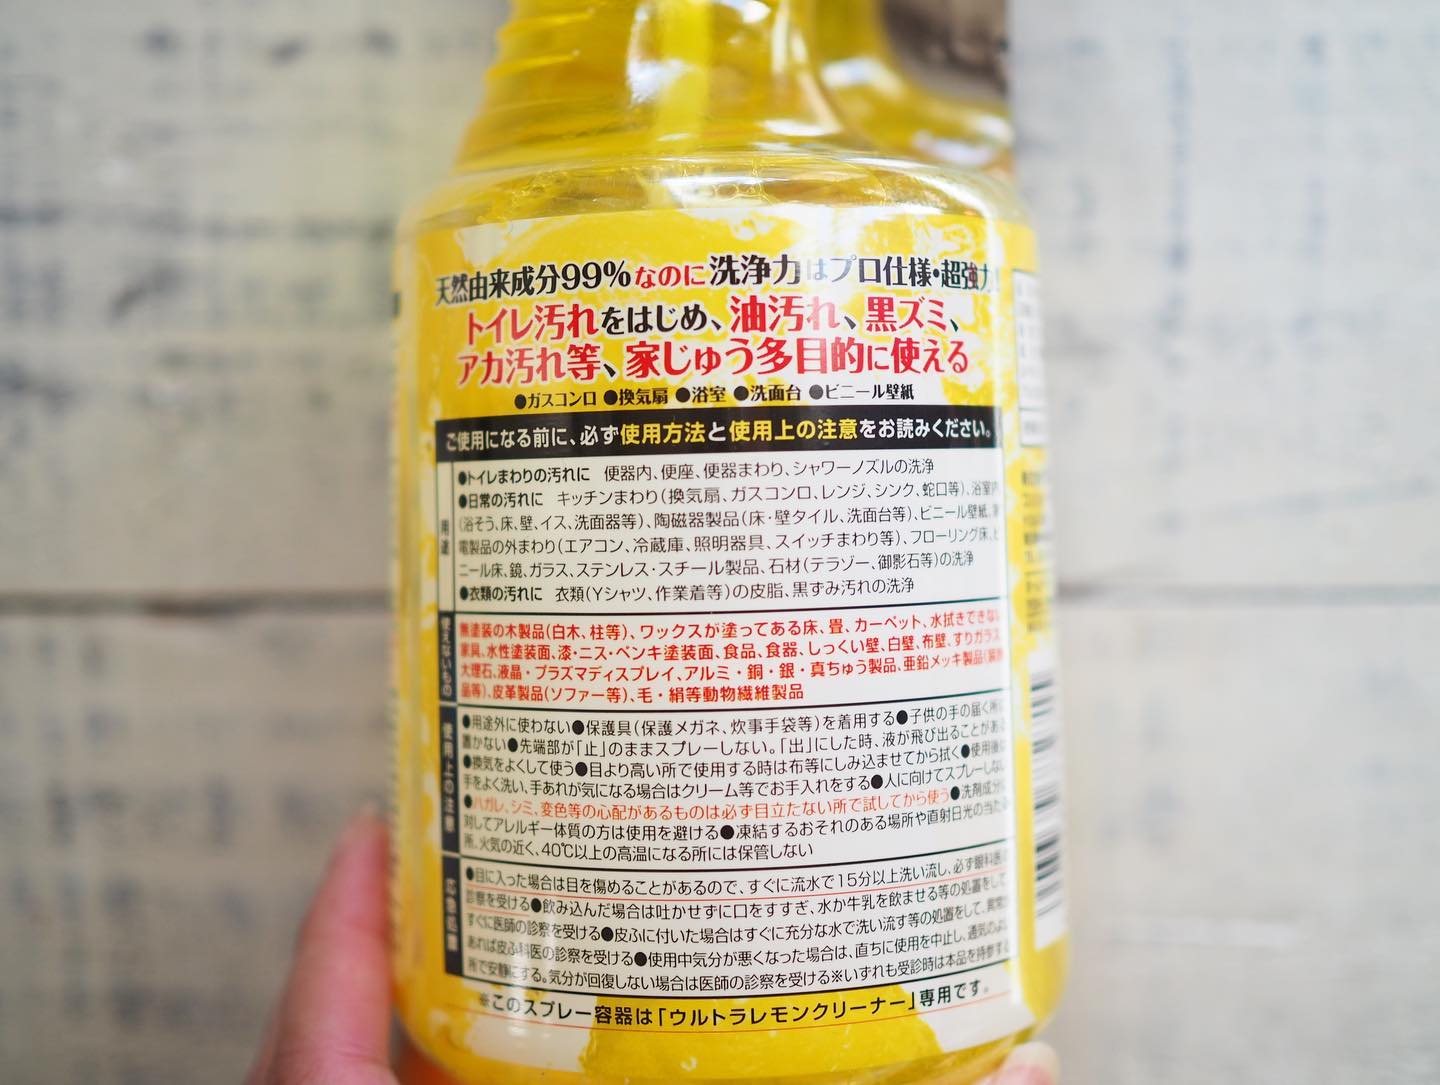 天然由来成分99%なのに洗浄力はプロ仕様・超強力!
トイレ汚れをはじめ、油汚れ、黒ズミ、
アカ汚れ等、家じゅう多目的に使える
●ガスコンロ ●換気扇 ●浴室 ●洗面台 ●ビニール壁紙
ご使用になる前に、必ず使用方法と使用上の注意をお読みください。
用途
●トイレまわりの汚れに 便器内、便座、便器まわり、シャワーノズルの洗浄
●日常の汚れに キッチンまわり(換気扇、ガスコンロ、レンジ、シンク、蛇口等)、浴室
(浴そう、床、壁、イス、洗面器等)、陶磁器製品(床・壁タイル、洗面台等)、ビニール壁紙、
電製品の外まわり(エアコン、冷蔵庫、照明器具、スイッチまわり等)、フローリング床、
ニール床、鏡、ガラス、ステンレス・スチール製品、石材(テラゾー、御影石等)の洗浄
●衣類の汚れに 衣類(Yシャツ、作業着等)の皮脂、黒ずみ汚れの洗浄
使えないもの
無塗装の木製品(白木、柱等)、ワックスが塗ってある床、畳、カーペット、水拭きできない
家具、水性塗装面、漆・ニス・ペンキ塗装面、食品、食器、しっくい壁、白壁、布壁、すりガラス
大理石、液晶・プラズマディスプレイ、アルミ・銅・銀・真ちゅう製品、亜鉛メッキ製品(
品等)、皮革製品(ソファー等)、毛・絹等動物繊維製品
使用上の注意
●用途外に使わない●保護具(保護メガネ、炊事手袋等)を着用する●子供の手の届く所に
置かない●先端部が「止」のままスプレーしない。「出」にした時、液が飛び出ることがある
●換気をよくして使う●目より高い所で使用する時は布等にしみ込ませてから拭く●使用後は
手をよく洗い、手あれが気になる場合はクリーム等でお手入れをする●人に向けてスプレーしない
●ハガレ、シミ、変色等の心配があるものは必ず目立たない所で試してから使う●洗剤成分に
対してアレルギー体質の方は使用を避ける●凍結するおそれのある場所や直射日光の当たる
所、火気の近く、40℃以上の高温になる所には保管しない
応急処置
●目に入った場合は目を傷めることがあるので、すぐに流水で15分以上洗い流し、必ず眼科医の
診察を受ける●飲み込んだ場合は吐かせずに口をすすぎ、水か牛乳を飲ませる等の処置をして
すぐに医師の診察を受ける●皮ふに付いた場合はすぐに充分な水で洗い流す等の処置をして、異常が
あれば皮ふ科医の診察を受ける●使用中気分が悪くなった場合は、直ちに使用を中止し、通気のよい
所で安静にする。気分が回復しない場合は医師の診察を受ける※いずれも受診時は本品を持参する
※このスプレー容器は「ウルトラレモンクリーナー」専用です。